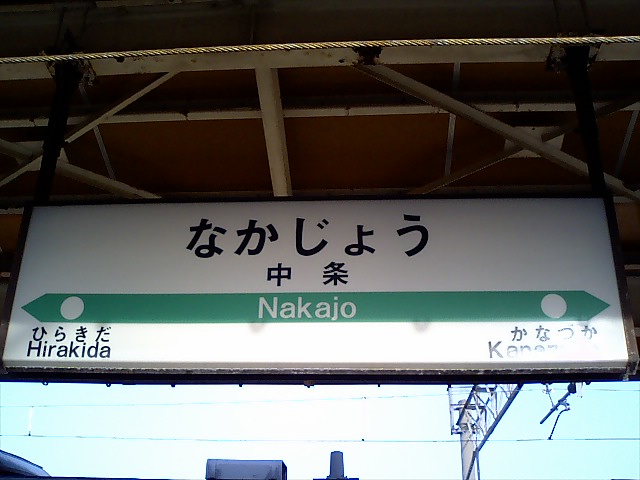 なかじょう
中条
Nakajo
ひらきだ
Hirakida
かなづか